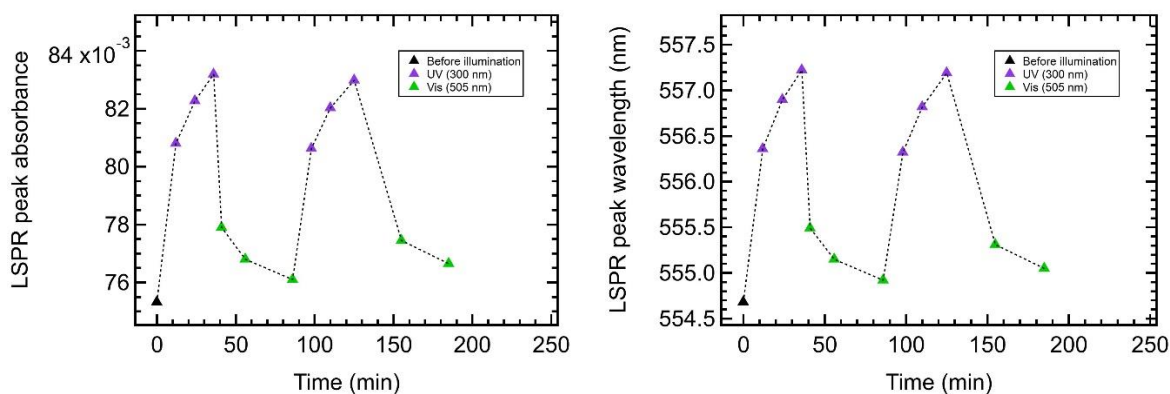 LSPR peak absorbance
84 x10-3
82
80
78
76
0 50 100 150 200 250
Time (min)
Before illumination
UV (300 nm)
Vis (505 nm)
LSPR peak wavelength (nm)
557.5
557.0
556.5
556.0
555.5
555.0
554.5
0 50 100 150 200 250
Time (min)
Before illumination
UV (300 nm)
Vis (505 nm)